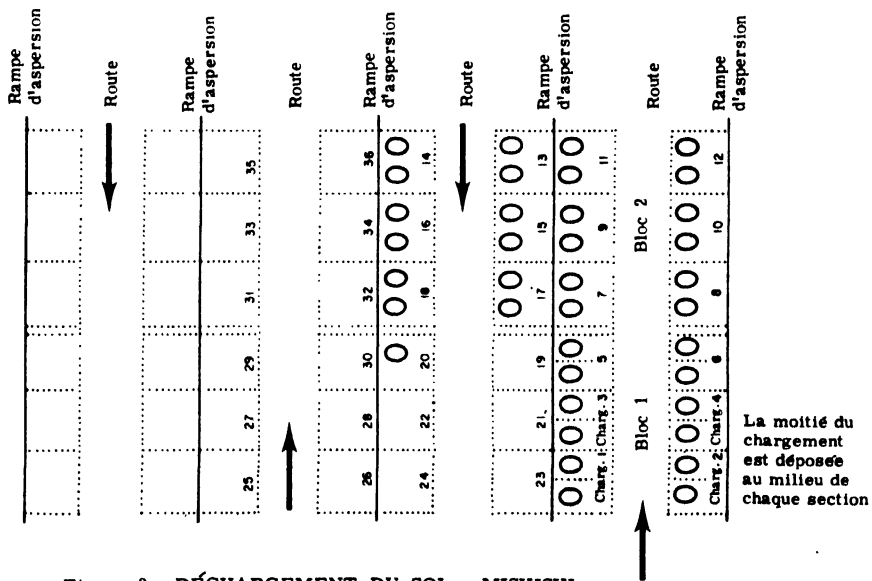 Rampe d'aspersion
Route
Rampe d'aspersion
Route
Rampe d'aspersion
Route
Rampe d'aspersion
Route
Rampe d'aspersion
35
33
31
29
27
25
36
34
32
30
28
26
14
16
18
20
22
24
13
15
17
19
21
23
11
9
7
5
Charg. 3
Charg. 1
Bloc 2
Bloc 1
12
10
8
6
Charg. 4
Charg. 2
La moitié du
chargement
est déposée
au milieu de
chaque section
DÉCHARGEMENT DU SOL